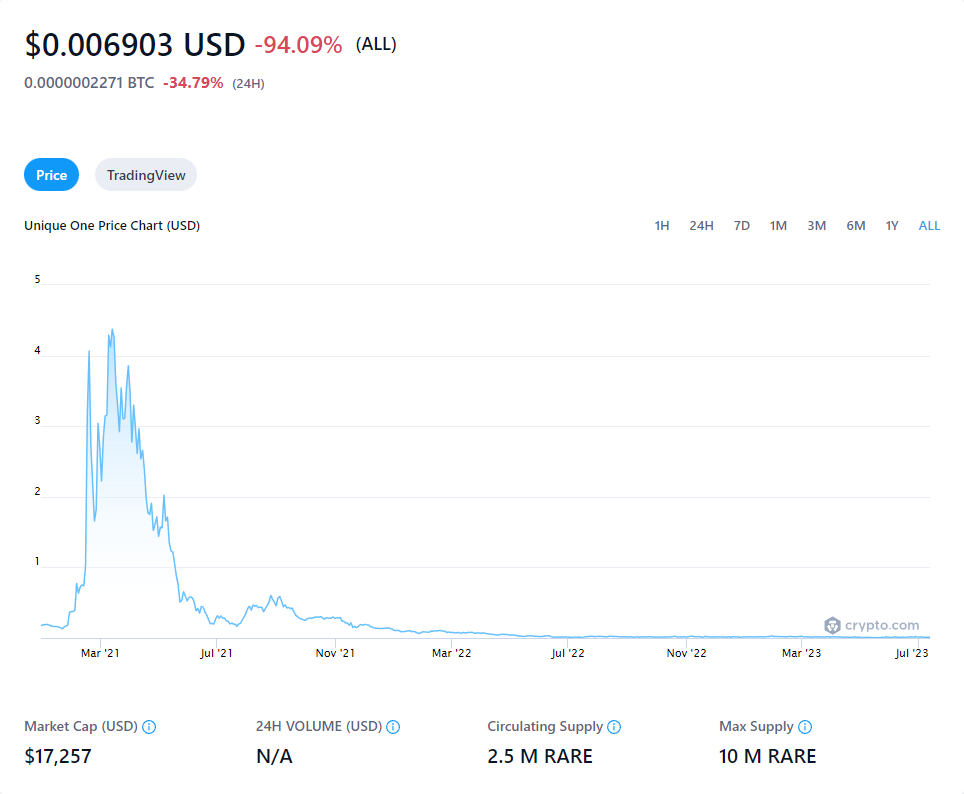 $0.006903 USD -94.09% (ALL)
0.0000002271 BTC -34.79% (24H)
Price TradingView
Unique One Price Chart (USD) 1H 24H 7D 1M 3M 6M 1Y ALL
5
4
3
2
1
crypto.com
Mar '21 Jul '21 Nov '21 Mar '22 Jul '22 Nov '22 Mar '23 Jul '23
Market Cap (USD) 24H VOLUME (USD) Circulating Supply Max Supply
$17,257 N/A 2.5 M RARE 10 M RARE